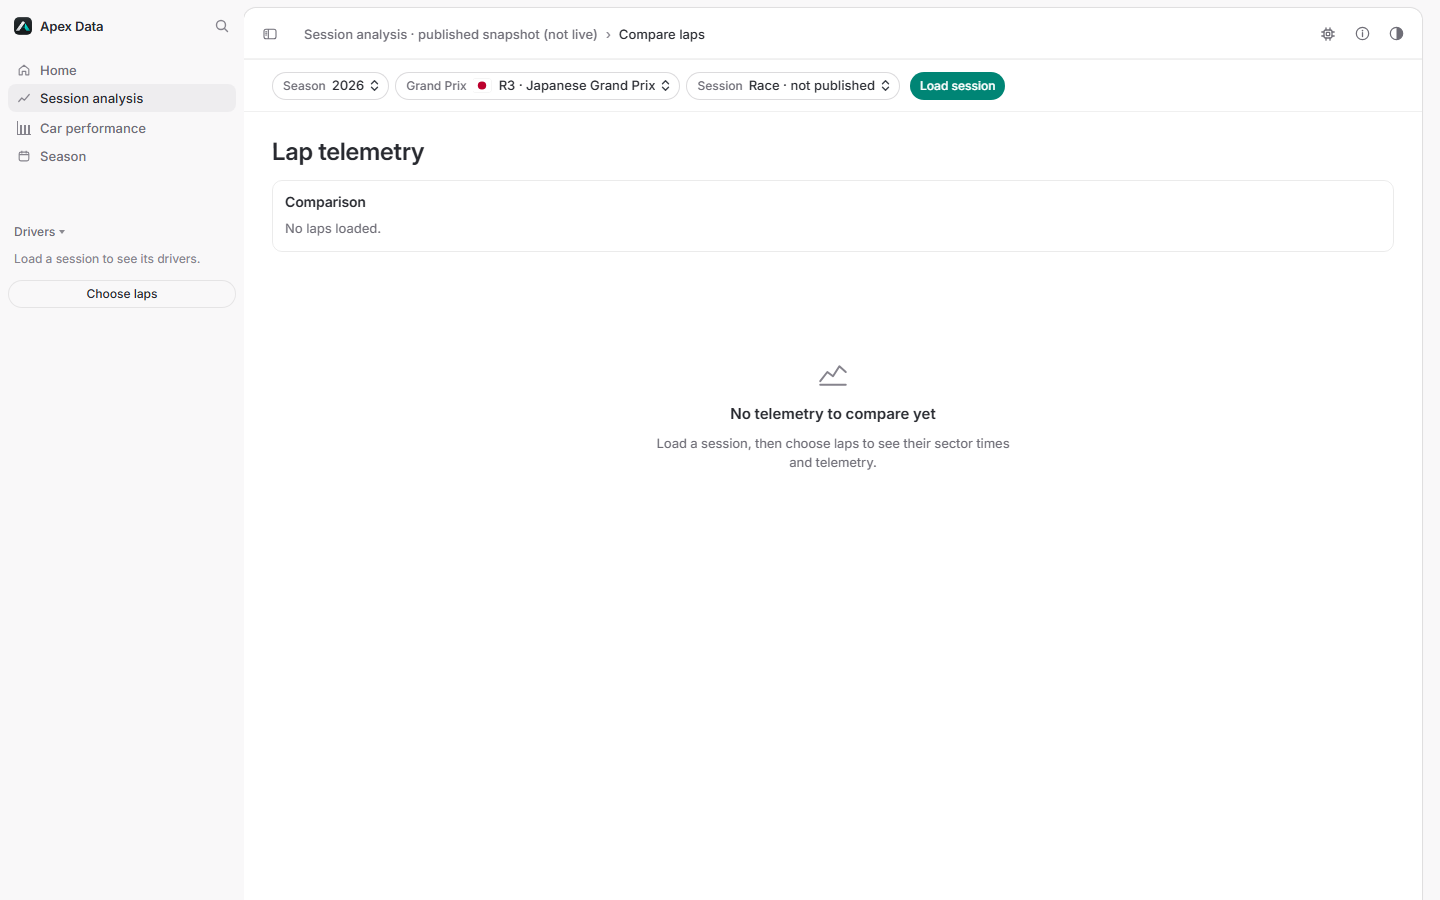 Apex Data
Home
Session analysis
Car performance
Season
Drivers
Load a session to see its drivers.
Choose laps
Session analysis · published snapshot (not live) › Compare laps
Season 2026
Grand Prix R3 · Japanese Grand Prix
Session Race · not published
Load session
Lap telemetry
Comparison
No laps loaded.
No telemetry to compare yet
Load a session, then choose laps to see their sector times
and telemetry.